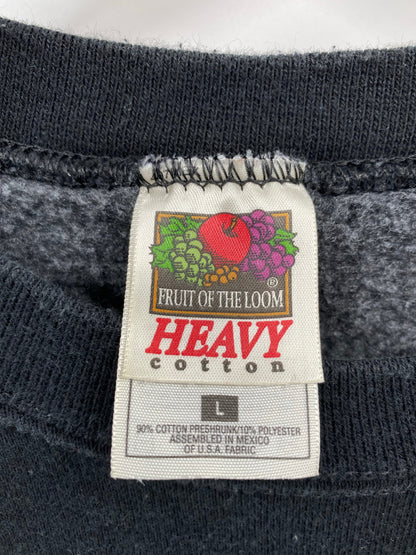 FRUIT OF THE LOOM®
HEAVY
cotton
L
90% COTTON PRESHRUNK/10% POLYESTER
ASSEMBLED IN MEXICO
OF U.S.A. FABRIC